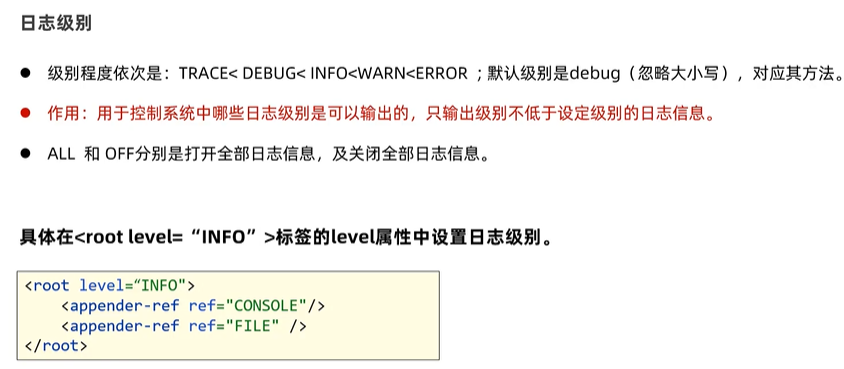 日志级别
● 级别程度依次是：TRACE< DEBUG< INFO<WARN<ERROR ；默认级别是debug（忽略大小写），对应其方法。
● 作用：用于控制系统中哪些日志级别是可以输出的，只输出级别不低于设定级别的日志信息。
● ALL 和 OFF分别是打开全部日志信息，及关闭全部日志信息。
具体在<root level=“INFO”>标签的level属性中设置日志级别。
<root level=“INFO">
    <appender-ref ref="CONSOLE"/>
    <appender-ref ref="FILE" />
</root>